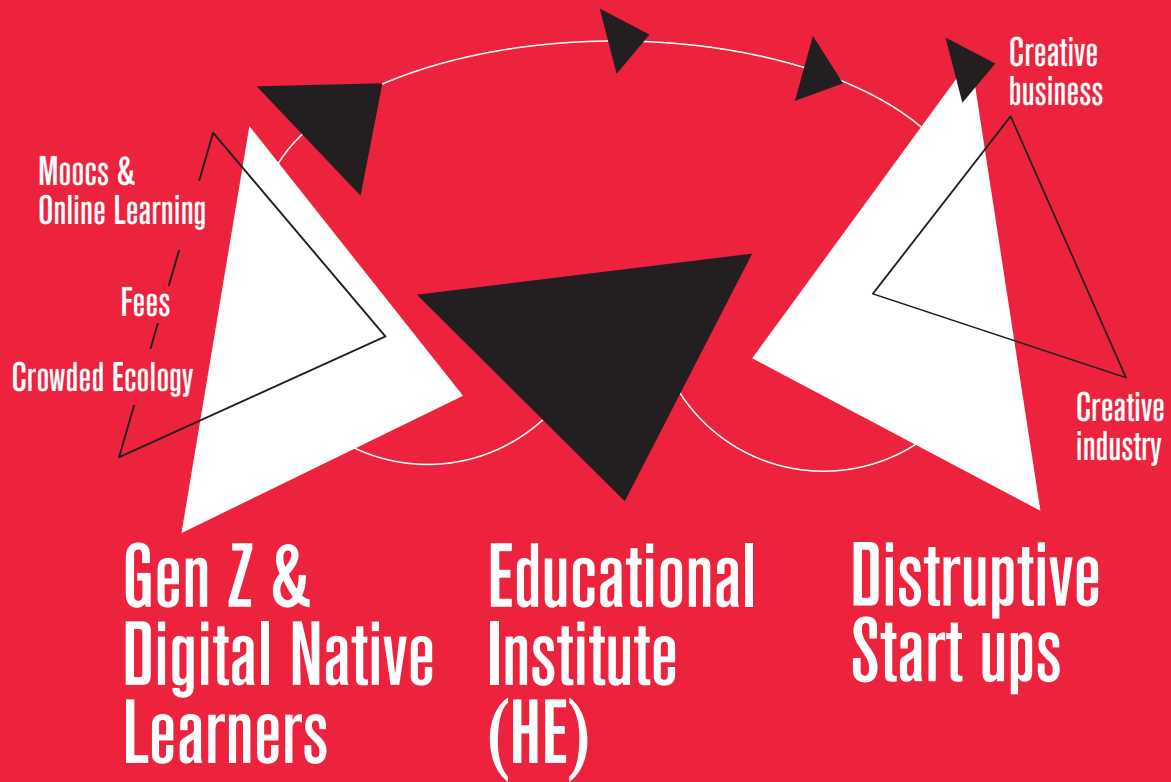 Creative
business
Moocs &
Online Learning
Fees
Crowded Ecology
Creative
industry
Gen Z &
Digital Native
Learners
Educational
Institute
(HE)
Distruptive
Start ups